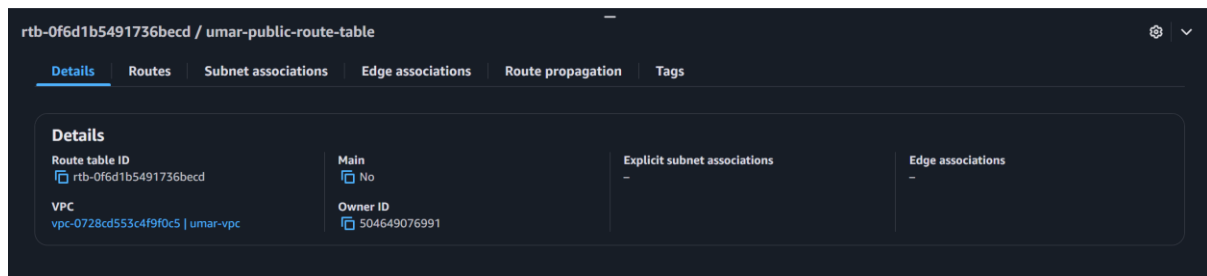 rtb-0f6d1b5491736becd / umar-public-route-table
Details Routes Subnet associations Edge associations Route propagation Tags
Details
Route table ID Main Explicit subnet associations Edge associations
rtb-0f6d1b5491736becd No – –
VPC Owner ID
vpc-0728cd553c4f9f0c5 | umar-vpc 504649076991